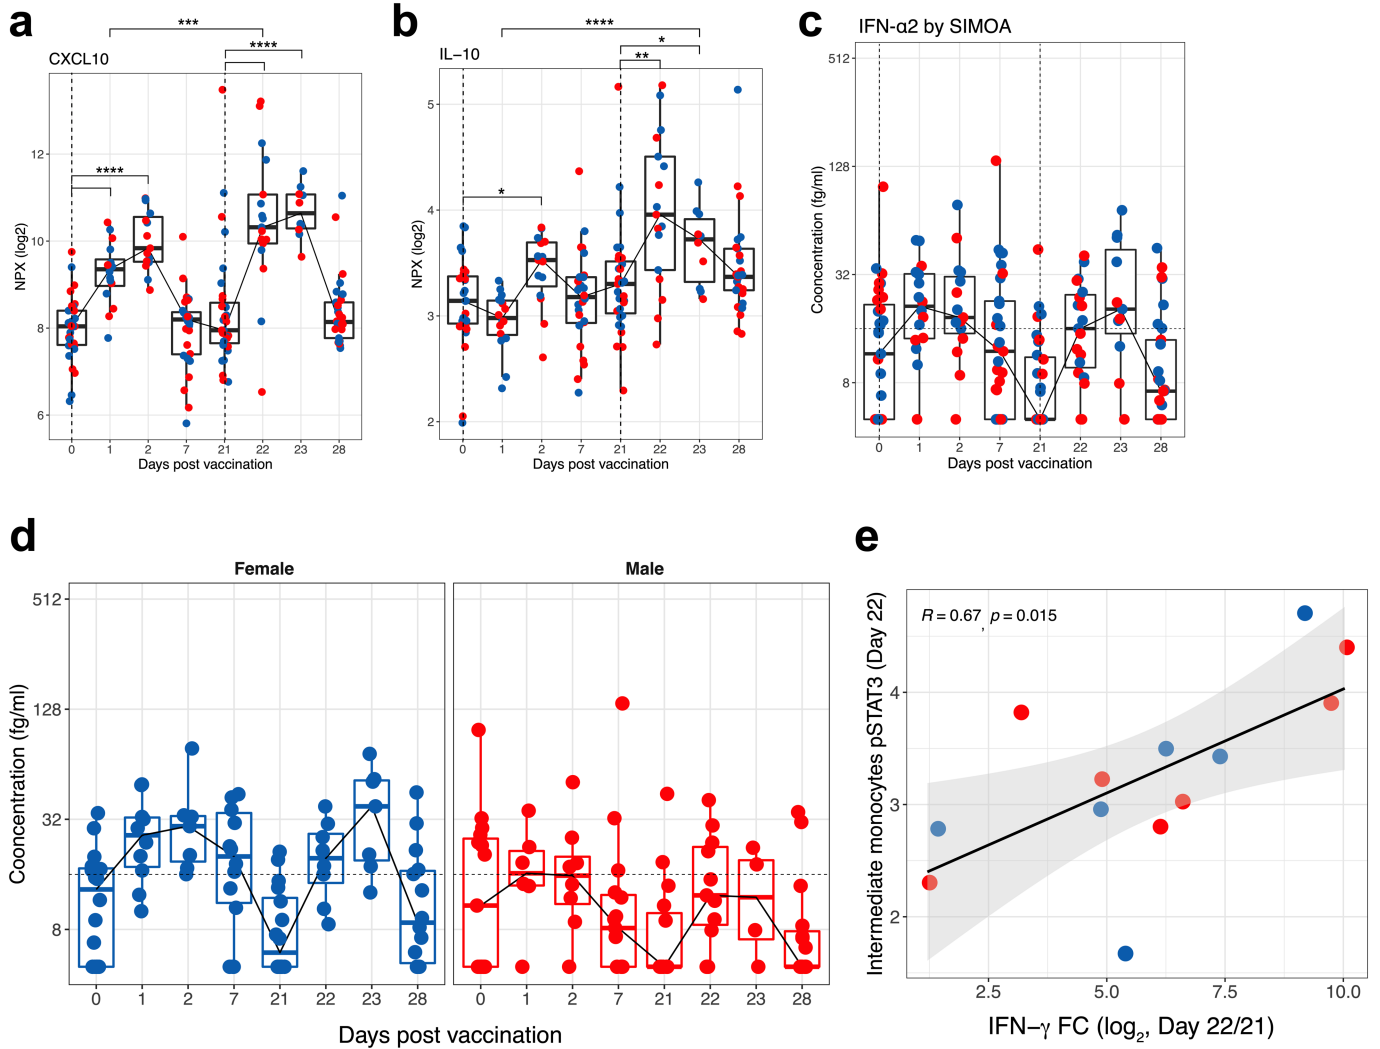 a
***
****
CXCL10
****
12
10
8
6
NPX (log2)
0 1 2 7 21 22 23 28
Days post vaccination
b
****
*
**
IL−10
*
5
4
3
2
NPX (log2)
0 1 2 7 21 22 23 28
Days post vaccination
c
IFN-α2 by SIMOA
512
128
32
8
Coonentration (fg/ml)
0 1 2 7 21 22 23 28
Days post vaccination
d
Female
Male
512
128
32
8
Coonentration (fg/ml)
0 1 2 7 21 22 23 28
0 1 2 7 21 22 23 28
Days post vaccination
e
R = 0.67, p = 0.015
4
3
2
Intermediate monocytes pSTAT3 (Day 22)
2.5 5.0 7.5 10.0
IFN−γ FC (log2, Day 22/21)